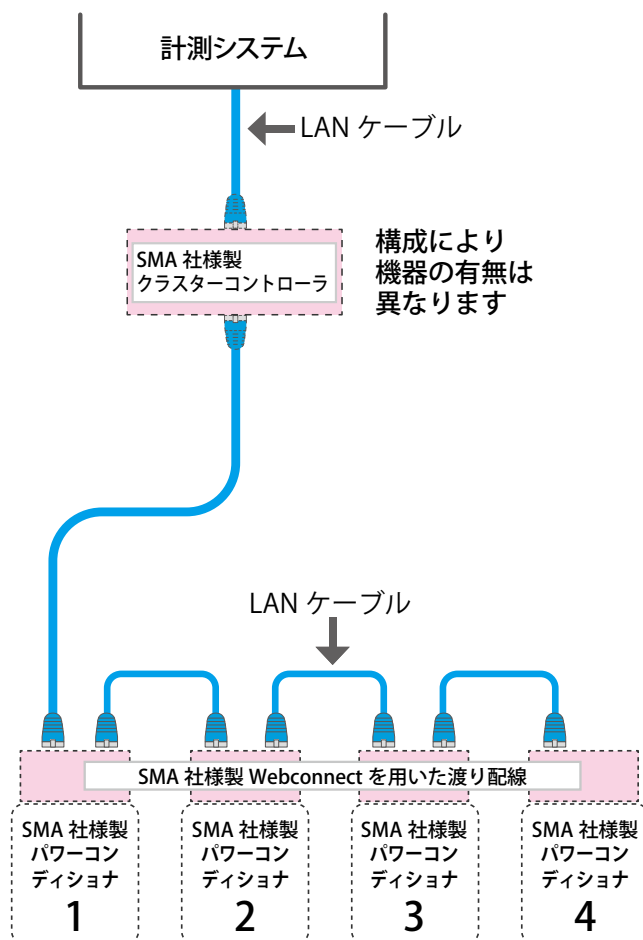 計測システム
LAN ケーブル
SMA 社様製
クラスターコントローラ
構成により
機器の有無は
異なります
LAN ケーブル
SMA 社様製 Webconnect を用いた渡り配線
SMA 社様製
パワーコン
ディショナ
1
SMA 社様製
パワーコン
ディショナ
2
SMA 社様製
パワーコン
ディショナ
3
SMA 社様製
パワーコン
ディショナ
4